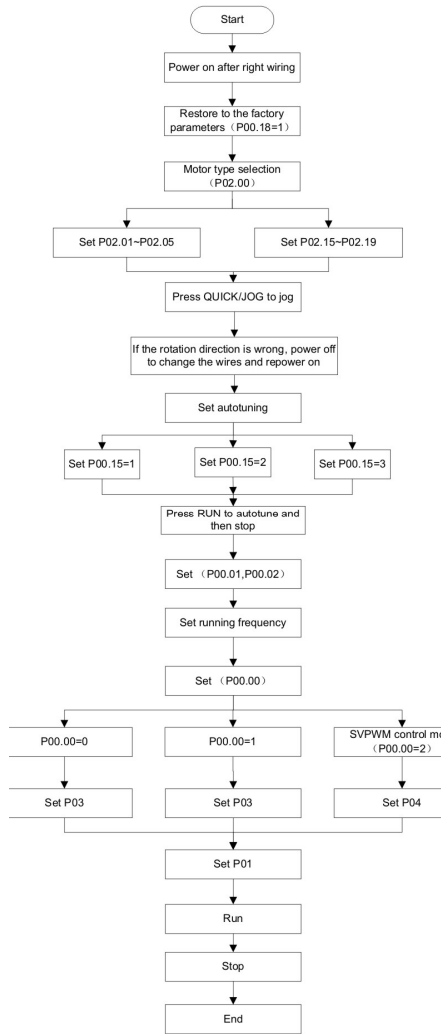 Start
Power on after right wiring
Restore to the factory
parameters（P00.18=1）
Motor type selection
(P02.00)
Set P02.01~P02.05
Set P02.15~P02.19
Press QUICK/JOG to jog
If the rotation direction is wrong, power off
to change the wires and repower on
Set autotuning
Set P00.15=1
Set P00.15=2
Set P00.15=3
Press RUN to autotune and
then stop
Set （P00.01,P00.02）
Set running frequency
Set （P00.00）
P00.00=0
P00.00=1
SVPWM control mo
（P00.00=2）
Set P03
Set P03
Set P04
Set P01
Run
Stop
End